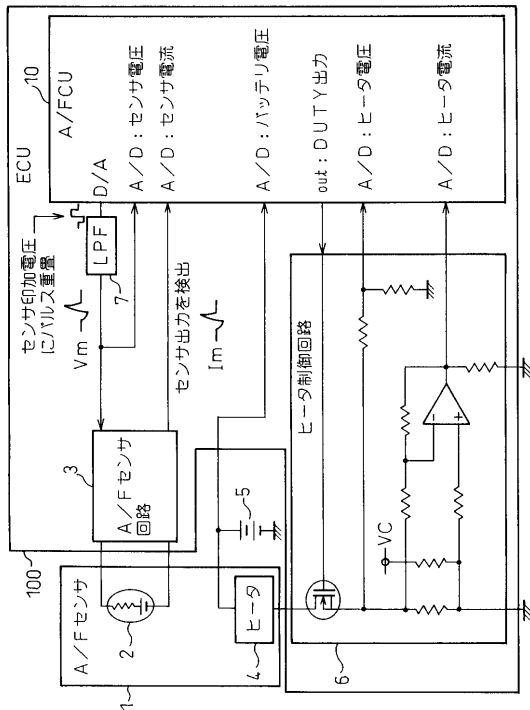 ECU
10
A/FCU
センサ印加電圧
にパルス重畳
D/A
LPF
7
Vm
A/D:センサ電圧
A/D:センサ電流
センサ出力を検出
Im
A/D:バッテリ電圧
out:DUTY出力
A/D:ヒータ電圧
A/D:ヒータ電流
3
A/Fセンサ
回路
100
5
ヒータ制御回路
-
+
VC
6
A/Fセンサ
2
ヒータ
4
1